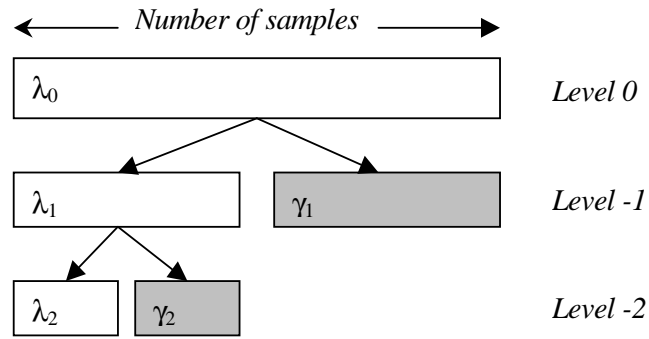 Number of samples
λ0 Level 0
λ1 γ1 Level -1
λ2 γ2 Level -2